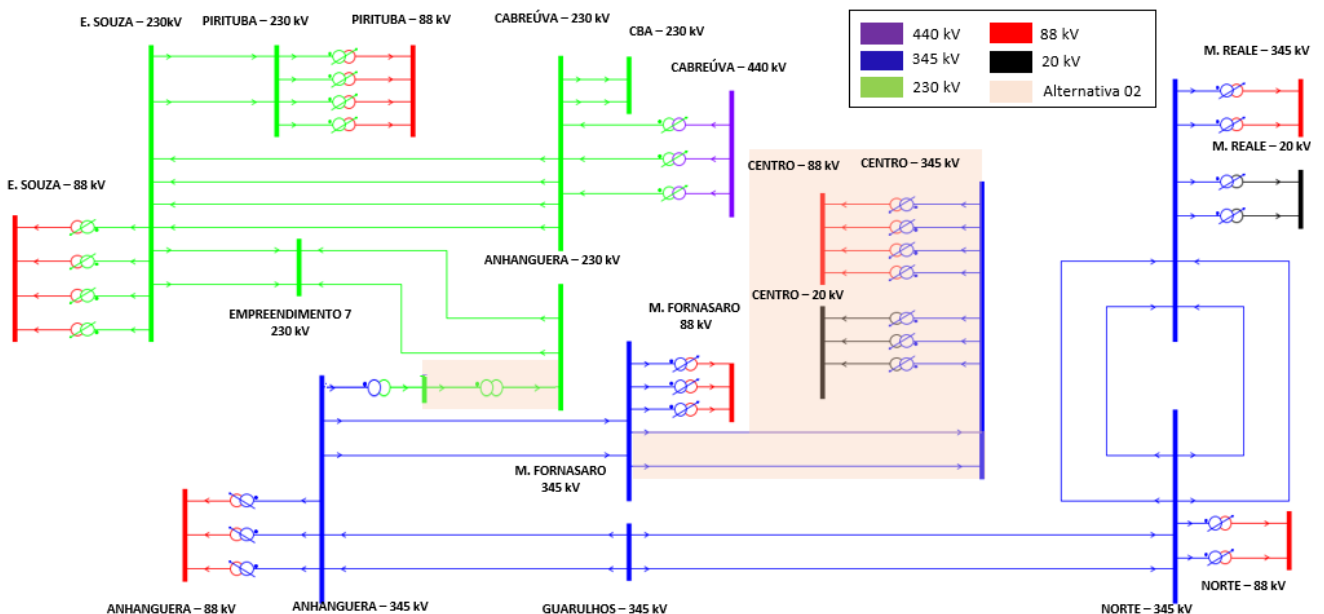 E. SOUZA – 230kV
PIRITUBA – 230 kV
PIRITUBA – 88 kV
CABREÚVA – 230 kV
CBA – 230 kV
CABREÚVA – 440 kV
440 kV
88 kV
345 kV
20 kV
230 kV
Alternativa 02
M. REALE – 345 kV
M. REALE – 20 kV
CENTRO – 88 kV
CENTRO – 345 kV
E. SOUZA – 88 kV
ANHANGUERA – 230 kV
CENTRO – 20 kV
EMPREENDIMENTO 7
230 kV
M. FORNASARO
88 kV
M. FORNASARO
345 kV
ANHANGUERA – 88 kV
ANHANGUERA – 345 kV
GUARULHOS – 345 kV
NORTE – 88 kV
NORTE – 345 kV